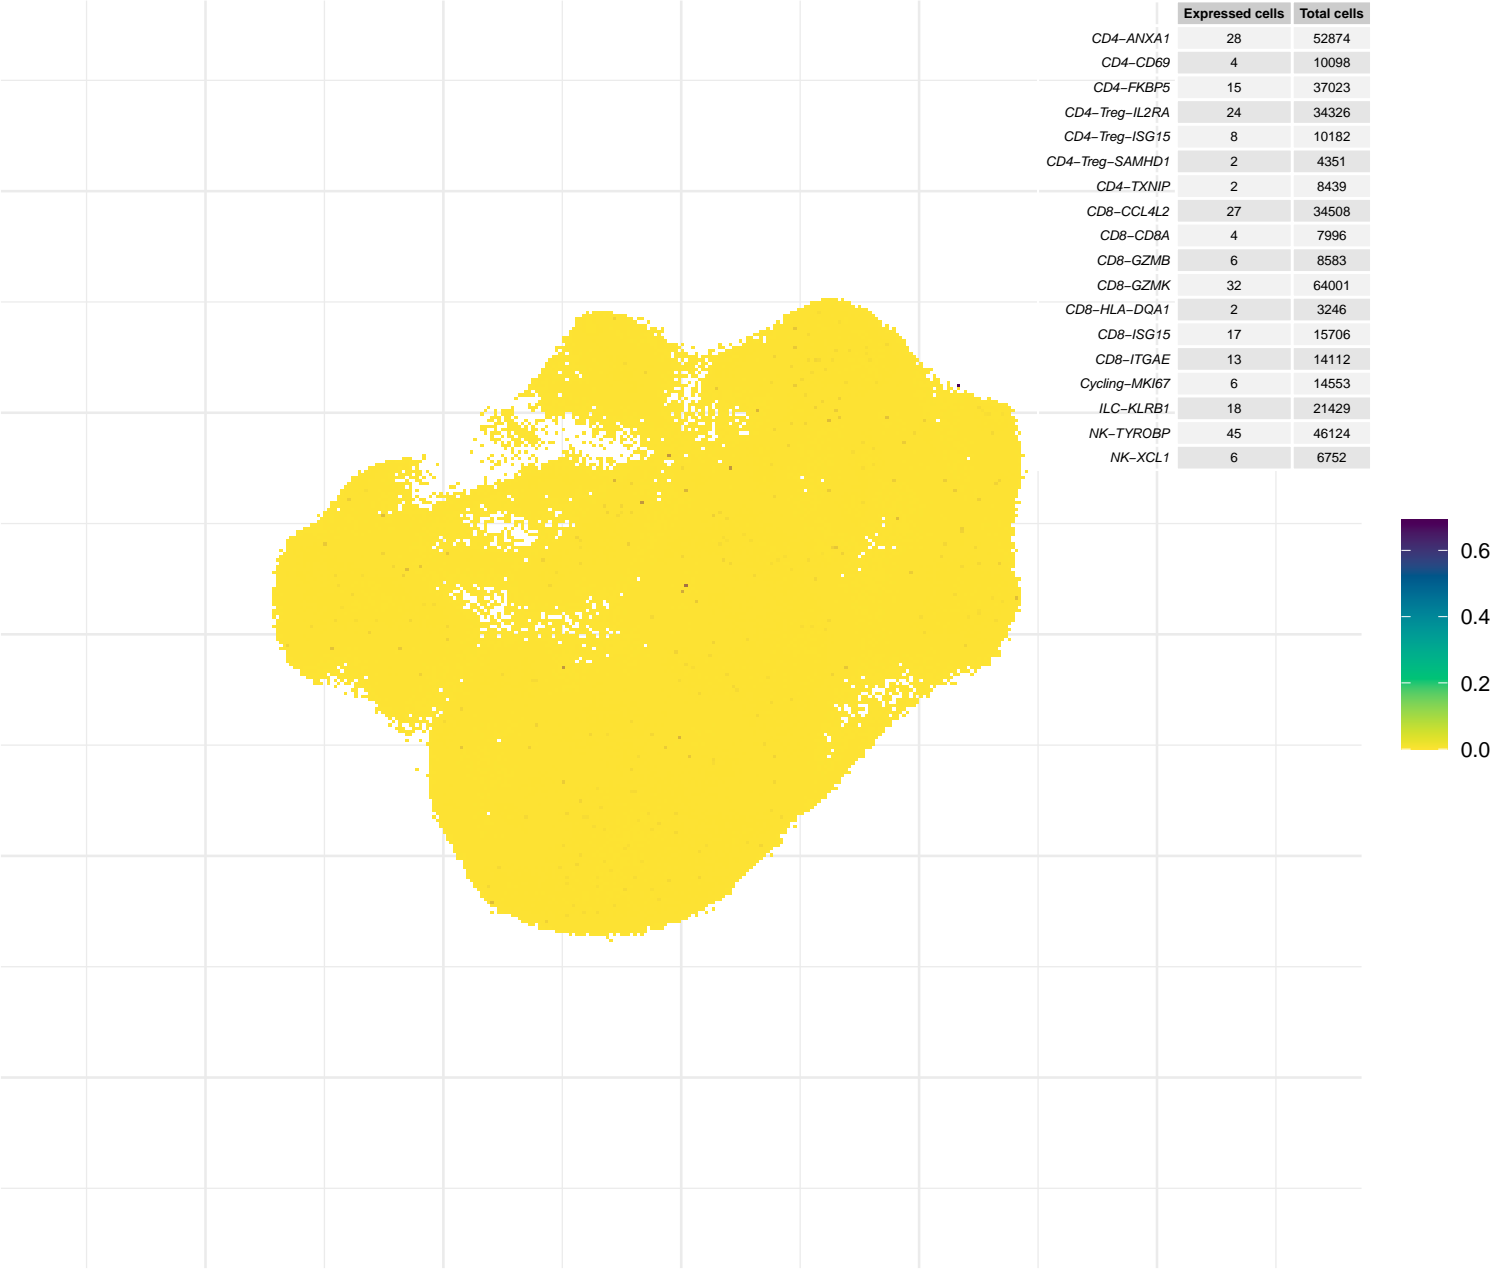 Expressed cells Total cells
CD4−ANXA1 28 52874
CD4−CD69 4 10098
CD4−FKBP5 15 37023
CD4−Treg−IL2RA 24 34326
CD4−Treg−ISG15 8 10182
CD4−Treg−SAMHD1 2 4351
CD4−TXNIP 2 8439
CD8−CCL4L2 27 34508
CD8−CD8A 4 7996
CD8−GZMB 6 8583
CD8−GZMK 32 64001
CD8−HLA−DQA1 2 3246
CD8−ISG15 17 15706
CD8−ITGAE 13 14112
Cycling−MKI67 6 14553
ILC−KLRB1 18 21429
NK−TYROBP 45 46124
NK−XCL1 6 6752
0.6
0.4
0.2
0.0